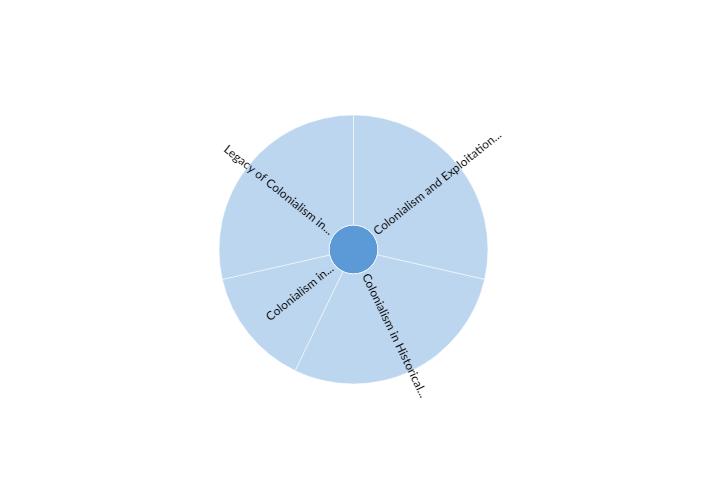 Legacy of Colonialism in...
Colonialism and Exploitation...
Colonialism in...
Colonialism in Historical...